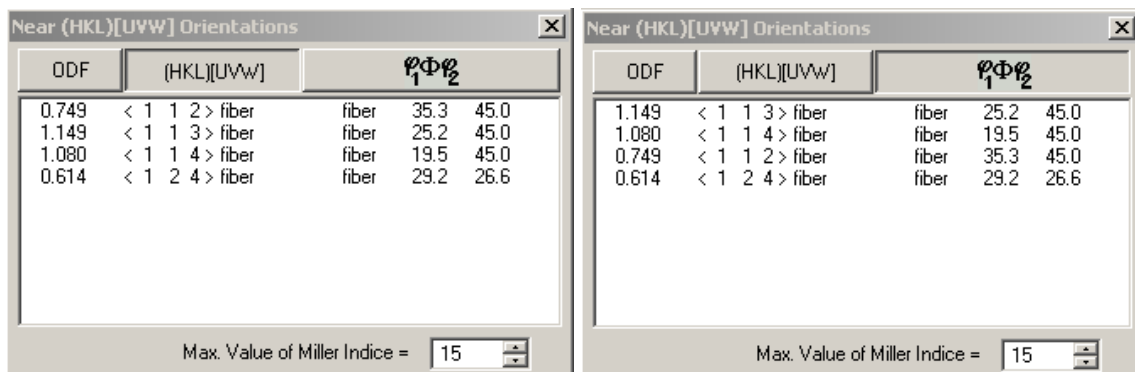 Near (HKL)[UVW] Orientations
ODF (HKL)[UVW] φ1Φφ2
0.749 < 1 1 2 > fiber fiber 35.3 45.0
1.149 < 1 1 3 > fiber fiber 25.2 45.0
1.080 < 1 1 4 > fiber fiber 19.5 45.0
0.614 < 1 2 4 > fiber fiber 29.2 26.6
Max. Value of Miller Indice = 15
Near (HKL)[UVW] Orientations
ODF (HKL)[UVW] φ1Φφ2
1.149 < 1 1 3 > fiber fiber 25.2 45.0
1.080 < 1 1 4 > fiber fiber 19.5 45.0
0.749 < 1 1 2 > fiber fiber 35.3 45.0
0.614 < 1 2 4 > fiber fiber 29.2 26.6
Max. Value of Miller Indice = 15